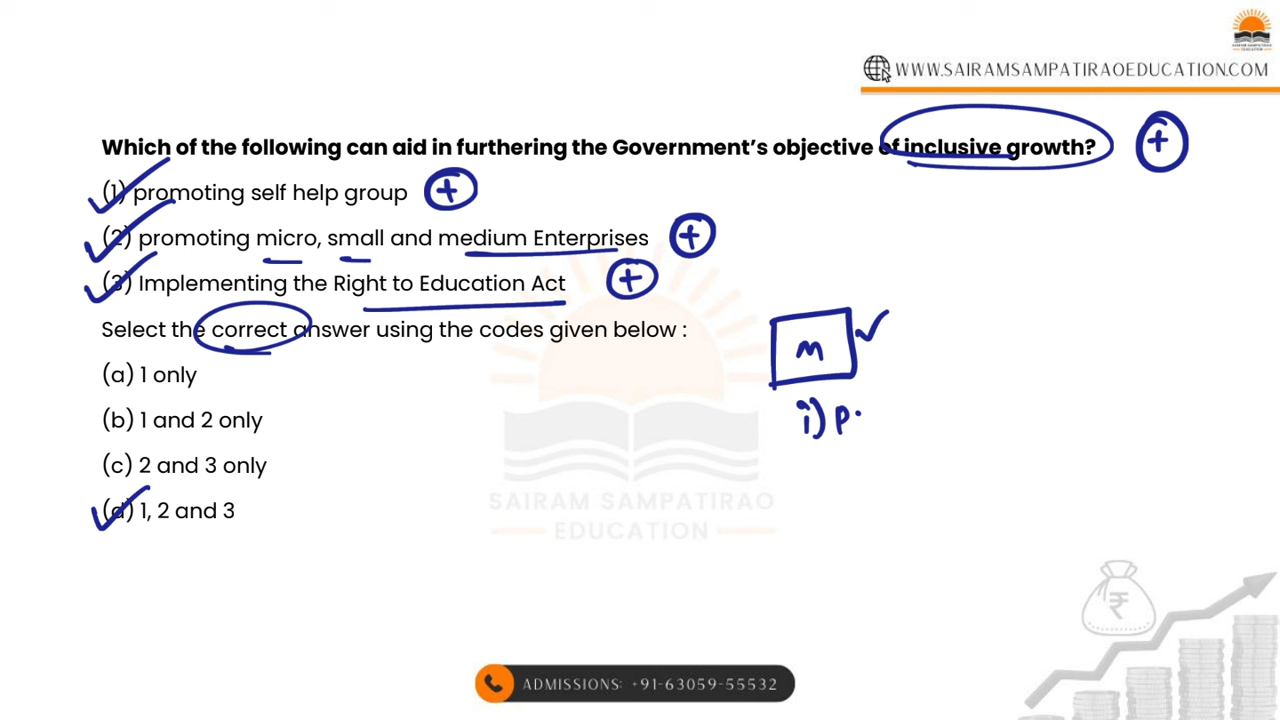 SAIRAM SAMPATIRAO
EDUCATION
WWW.SAIRAMSAMPATIRAOEDUCATION.COM
Which of the following can aid in furthering the Government's objective of inclusive growth? +
(1) promoting self help group +
(2) promoting micro, small and medium Enterprises +
(3) Implementing the Right to Education Act +
Select the correct answer using the codes given below :
(a) 1 only
M
(b) 1 and 2 only
i) p.
(c) 2 and 3 only
(d) 1, 2 and 3
SAIRAM SAMPATIRAO
EDUCATION
₹
ADMISSIONS: +91-63059-55532